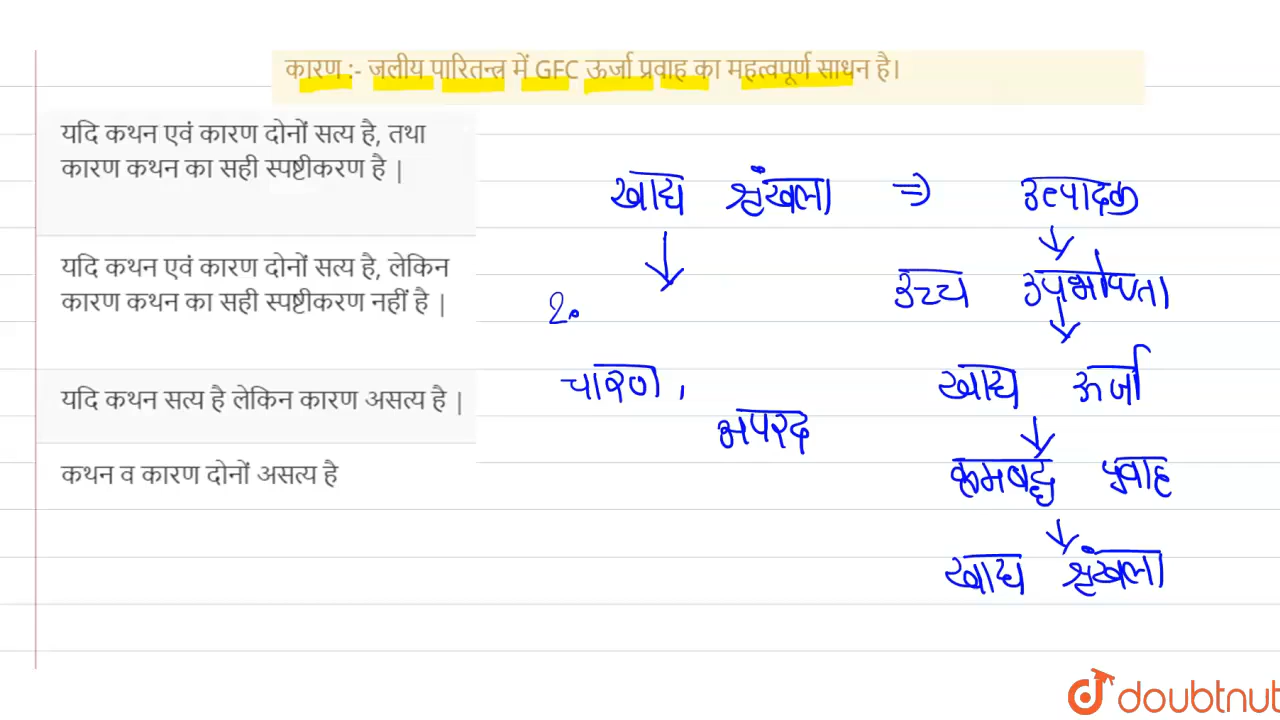 कारण :- जलीय पारितन्त्र में GFC ऊर्जा प्रवाह का महत्वपूर्ण साधन है।
यदि कथन एवं कारण दोनों सत्य है, तथा
कारण कथन का सही स्पष्टीकरण है |
यदि कथन एवं कारण दोनों सत्य है, लेकिन
कारण कथन का सही स्पष्टीकरण नहीं है |
यदि कथन सत्य है लेकिन कारण असत्य है |
कथन व कारण दोनों असत्य है
खाद्य श्रृंखला ⇒ उत्पादक
उच्च उपभोक्ता
2.
चारण, खाद्य ऊर्जा
अपरद
क्रमबद्ध प्रवाह
खाद्य श्रृंखला
doubtnut